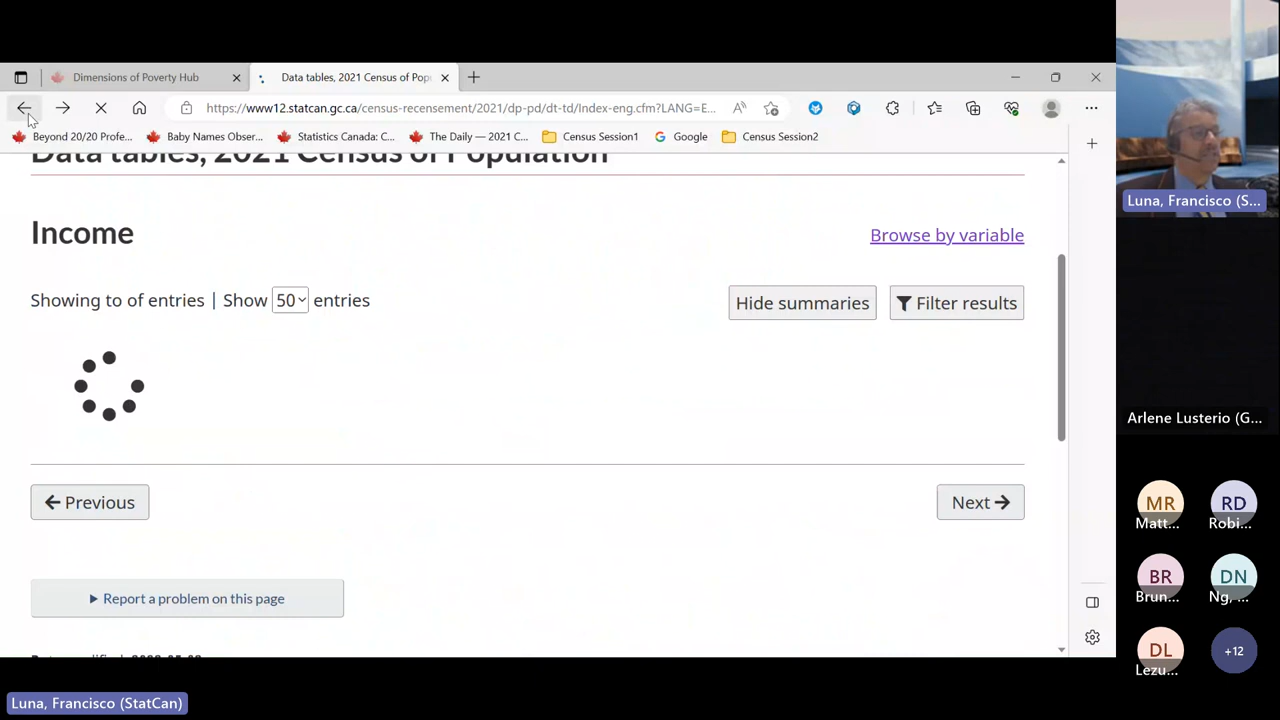 Dimensions of Poverty Hub
Data tables, 2021 Census of Pop
https://www12.statcan.gc.ca/census-recensement/2021/dp-pd/dt-td/Index-eng.cfm?LANG=E...
Beyond 20/20 Profe...
Baby Names Obser...
Statistics Canada: C...
The Daily — 2021 C...
Census Session1
Google
Census Session2
Data tables, 2021 Census of Population
Income
Browse by variable
Showing to of entries | Show 50 entries
Hide summaries
Filter results
Previous
Next
Report a problem on this page
Luna, Francisco (StatCan)
Luna, Francisco (S...
Arlene Lusterio (G...
MR
Matt...
RD
Robi...
BR
Brun...
DN
Ng, ...
DL
Lezu...
+12